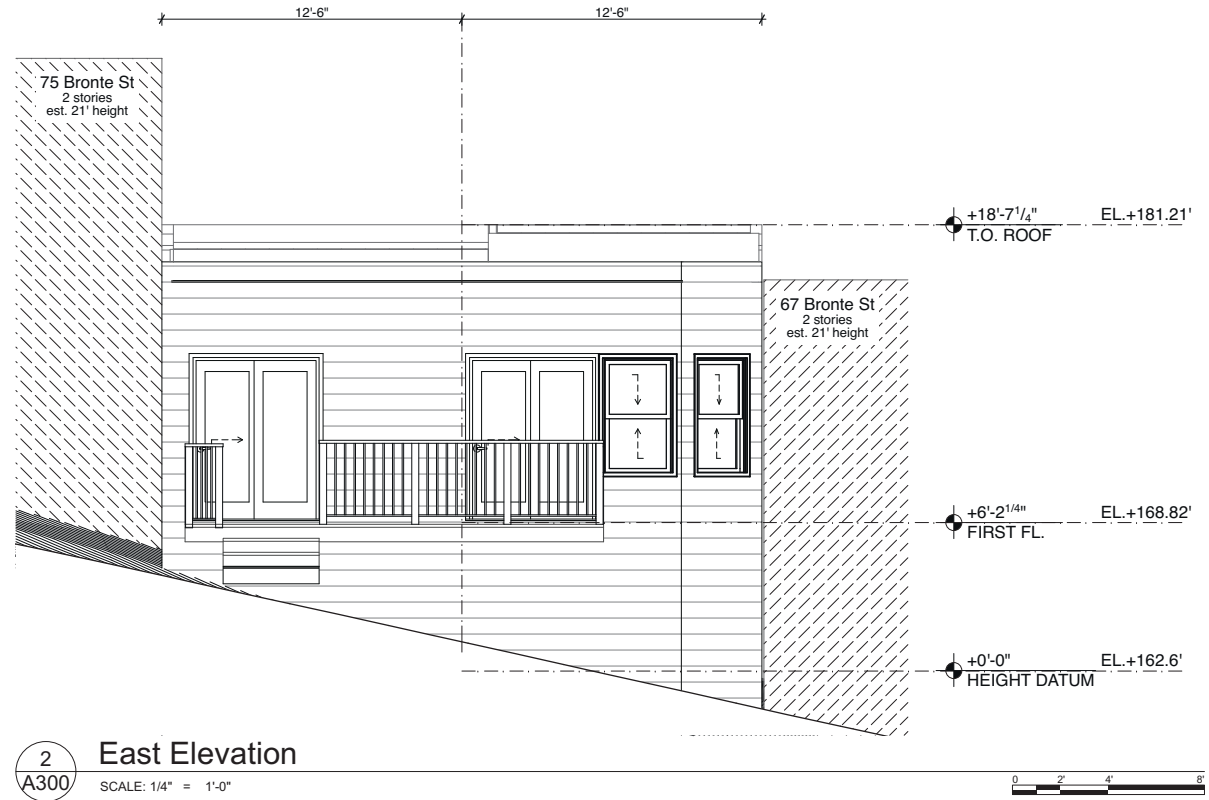 12'-6" 12'-6"
75 Bronte St
2 stories
est. 21' height
+18'-7 1/4" EL.+181.21'
T.O. ROOF
67 Bronte St
2 stories
est. 21' height
+6'-2 1/4" EL.+168.82'
FIRST FL.
+0'-0" EL.+162.6'
HEIGHT DATUM
2
A300
East Elevation
SCALE: 1/4" = 1'-0"
0 2' 4' 8'